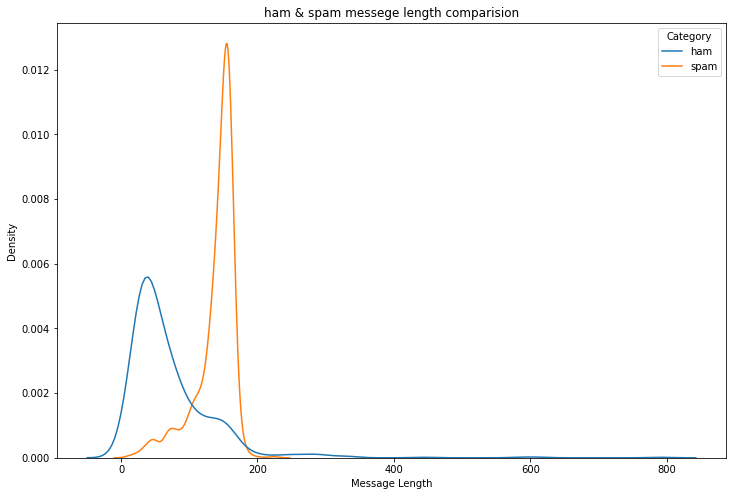 ham & spam messege length comparision
Category
ham
spam
0.012
0.010
0.008
0.006
0.004
0.002
0.000
Density
0
200
400
600
800
Message Length